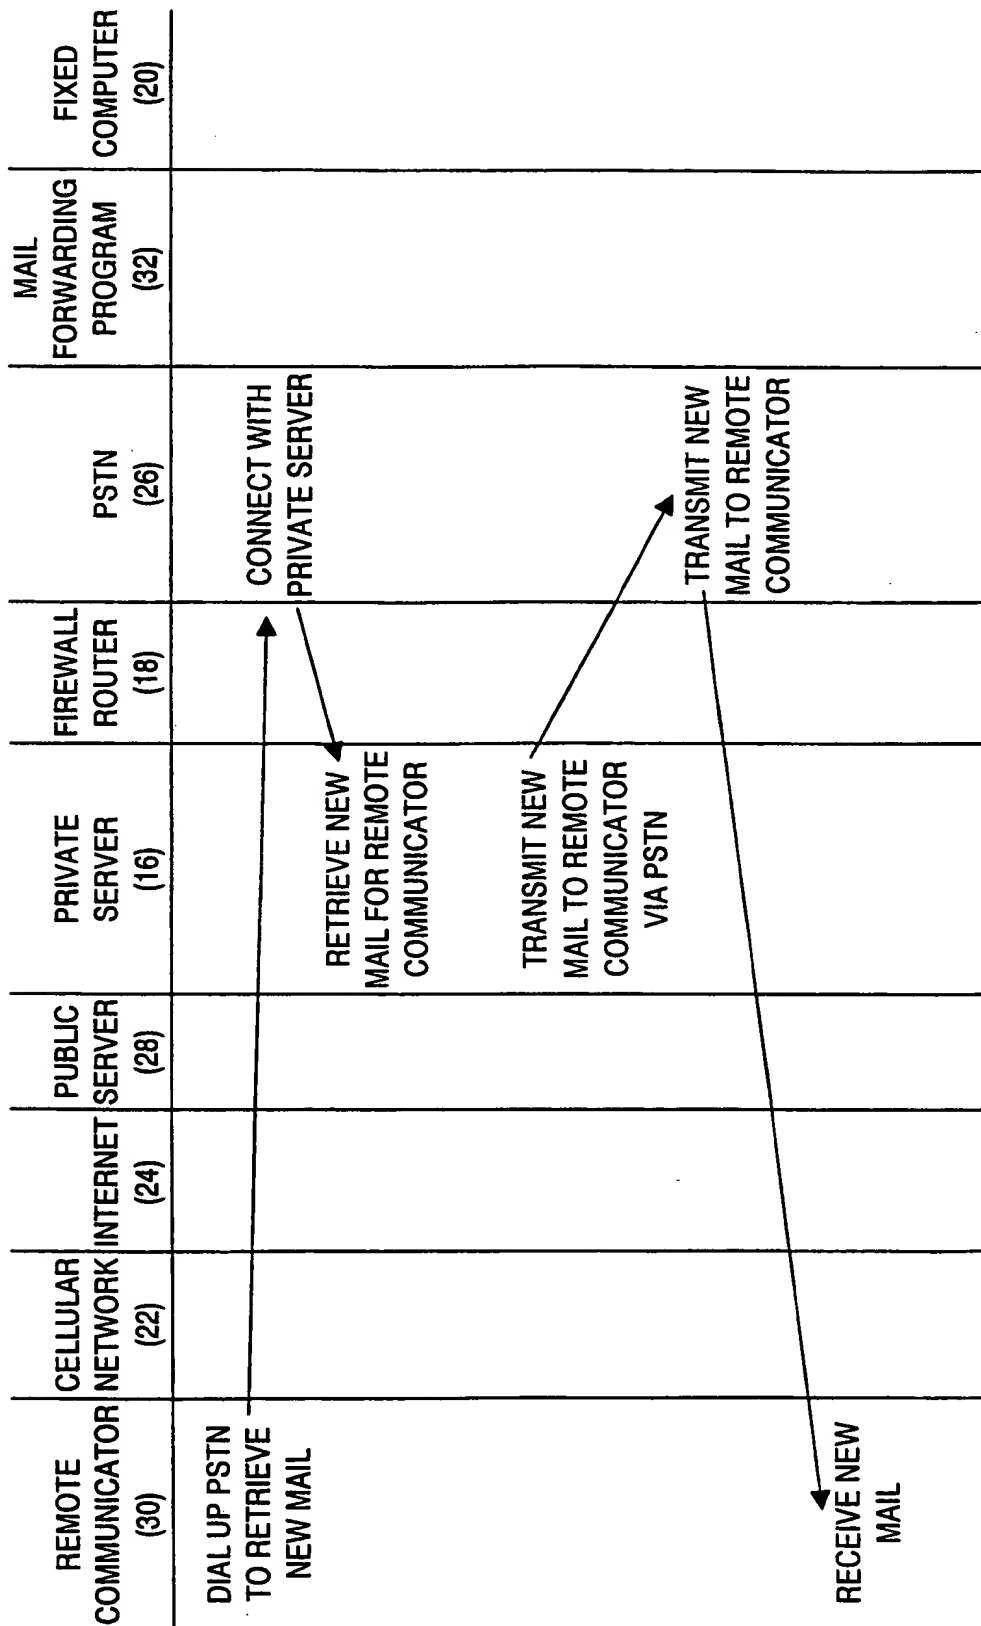 REMOTE
COMMUNICATOR
(30)
CELLULAR
NETWORK
(22)
INTERNET
(24)
PUBLIC
SERVER
(28)
PRIVATE
SERVER
(16)
FIREWALL
ROUTER
(18)
PSTN
(26)
MAIL
FORWARDING
PROGRAM
(32)
FIXED
COMPUTER
(20)
DIAL UP PSTN
TO RETRIEVE
NEW MAIL
CONNECT WITH
PRIVATE SERVER
RETRIEVE NEW
MAIL FOR REMOTE
COMMUNICATOR
TRANSMIT NEW
MAIL TO REMOTE
COMMUNICATOR
VIA PSTN
TRANSMIT NEW
MAIL TO REMOTE
COMMUNICATOR
RECEIVE NEW
MAIL